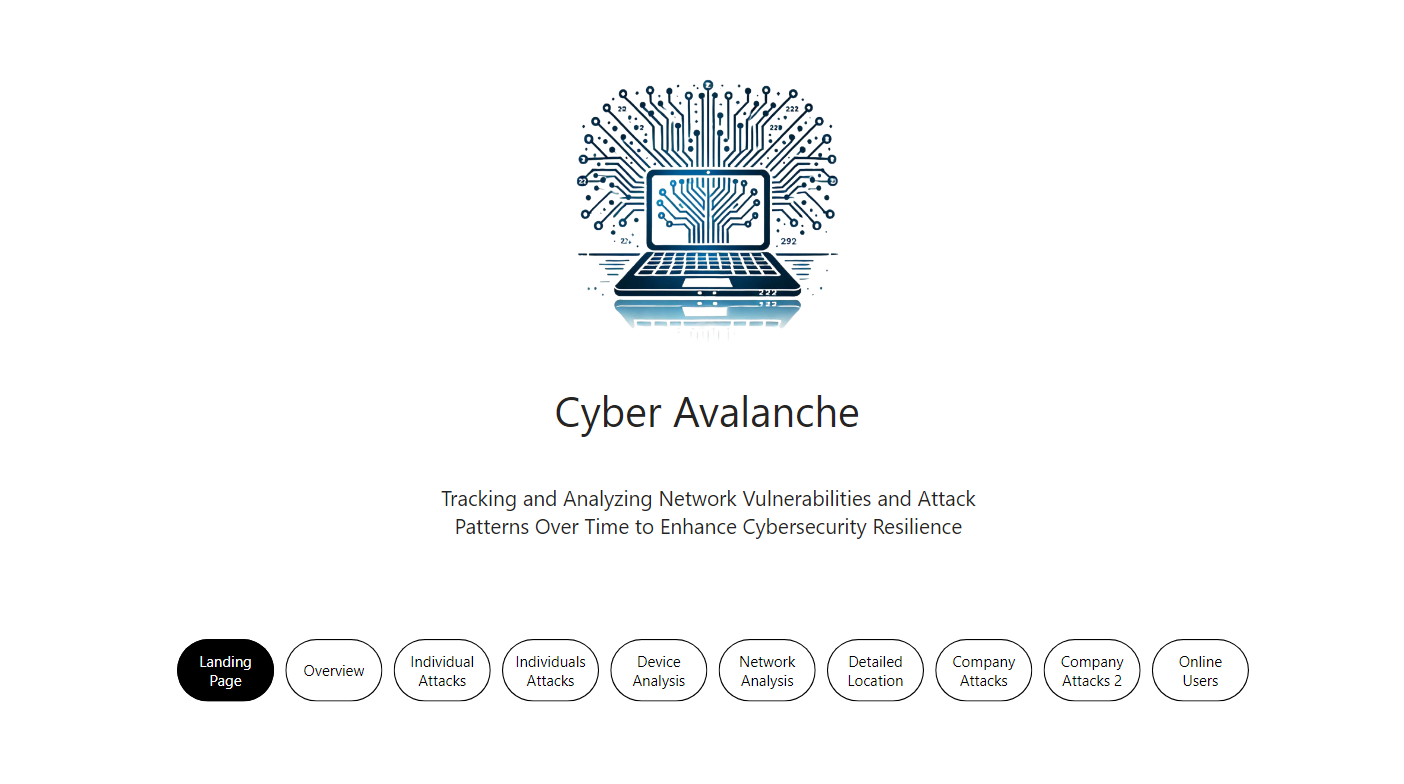 20
222
2
220
22
292
222
Cyber Avalanche
Tracking and Analyzing Network Vulnerabilities and Attack
Patterns Over Time to Enhance Cybersecurity Resilience
Landing
Page
Overview
Individual
Attacks
Individuals
Attacks
Device
Analysis
Network
Analysis
Detailed
Location
Company
Attacks
Company
Attacks 2
Online
Users